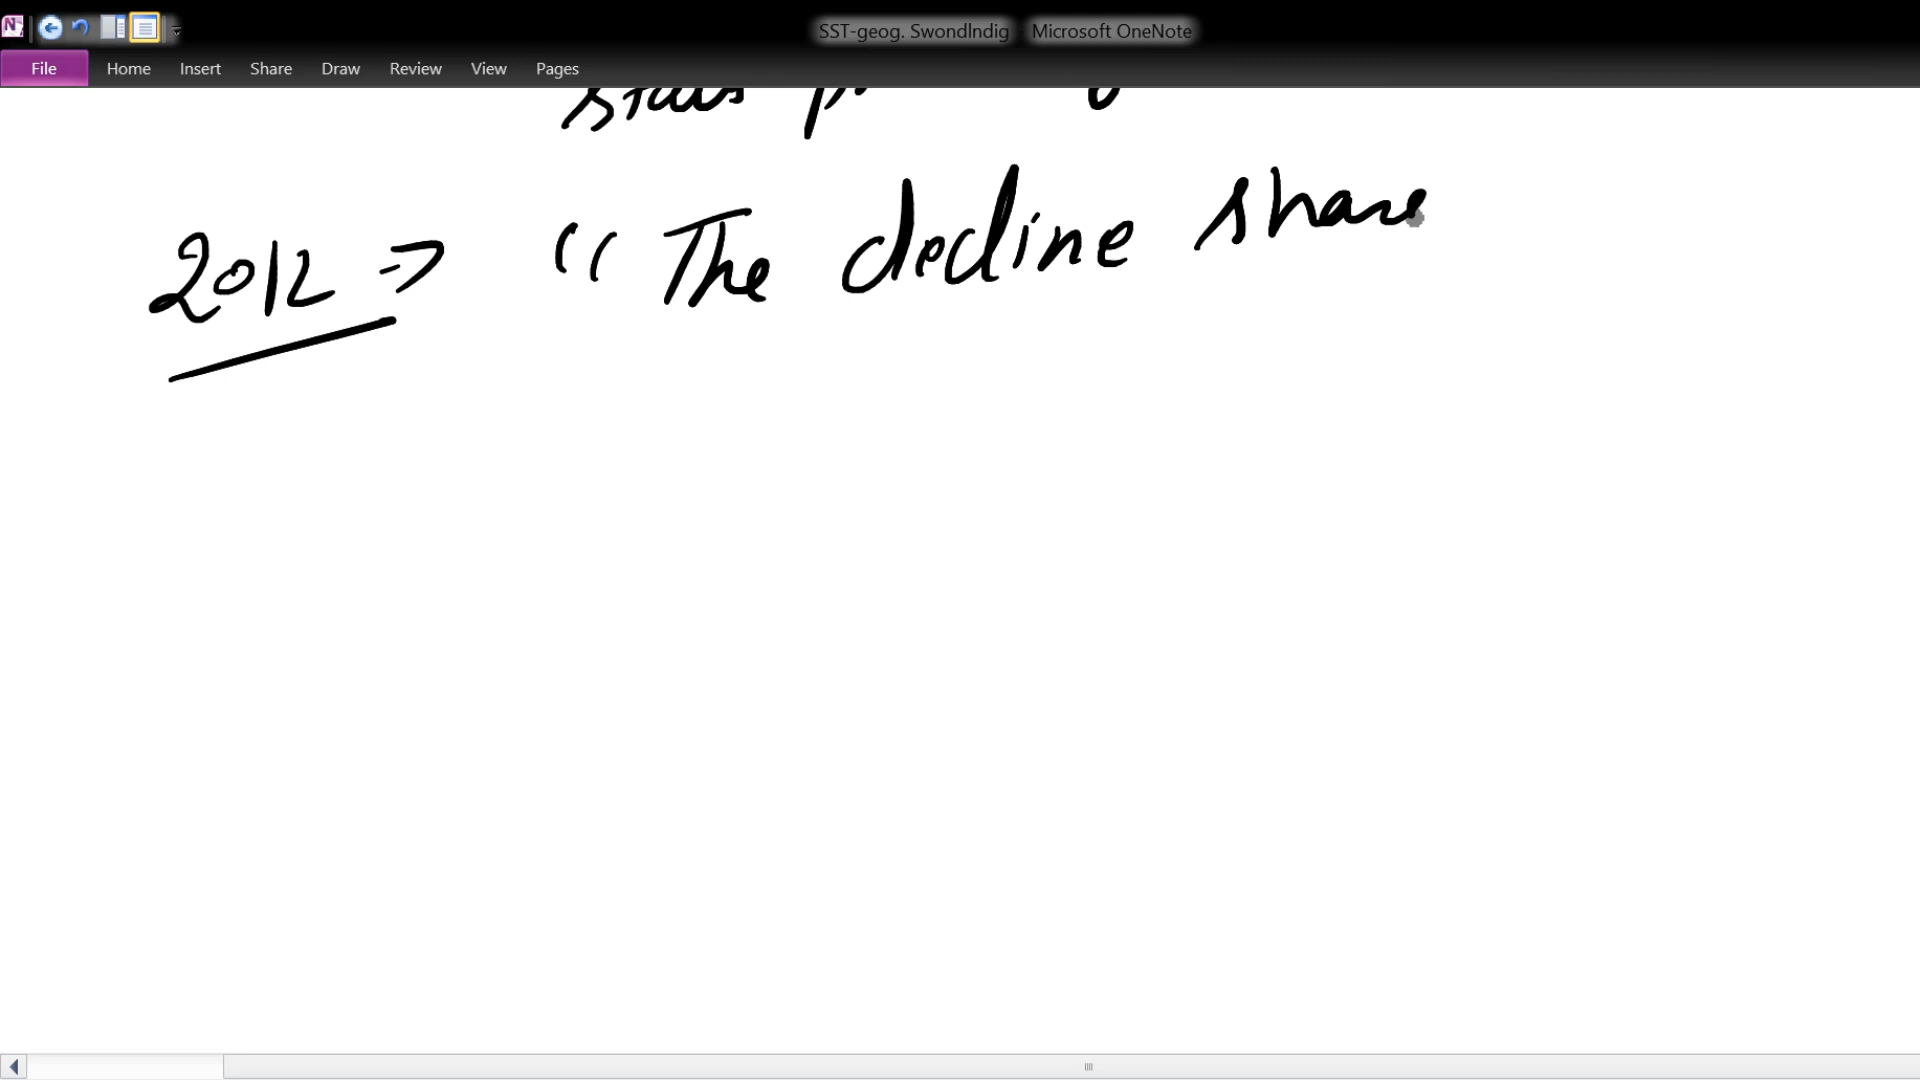 SST-geog. SwondIndig - Microsoft OneNote
File Home Insert Share Draw Review View Pages
2012 => “ The decline share